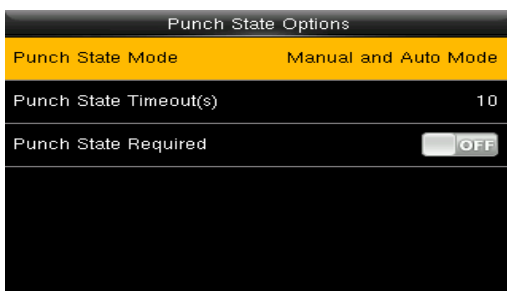 Punch State Options
Punch State Mode Manual and Auto Mode
Punch State Timeout(s) 10
Punch State Required OFF